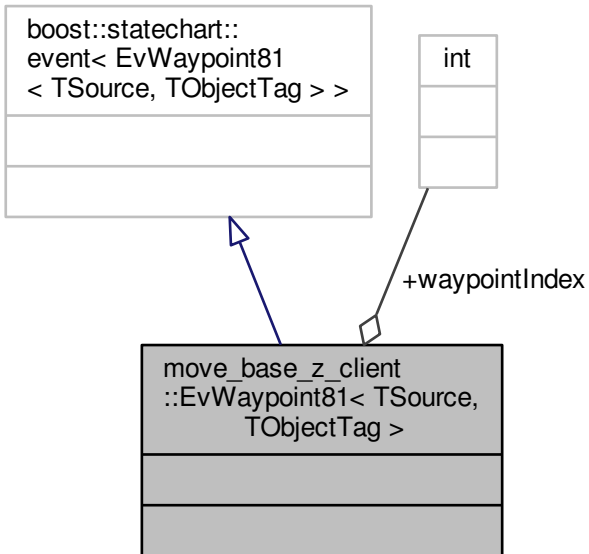 boost::statechart::
event< EvWaypoint81
< TSource, TObjectTag > >
int
+waypointIndex
move_base_z_client
::EvWaypoint81< TSource,
TObjectTag >